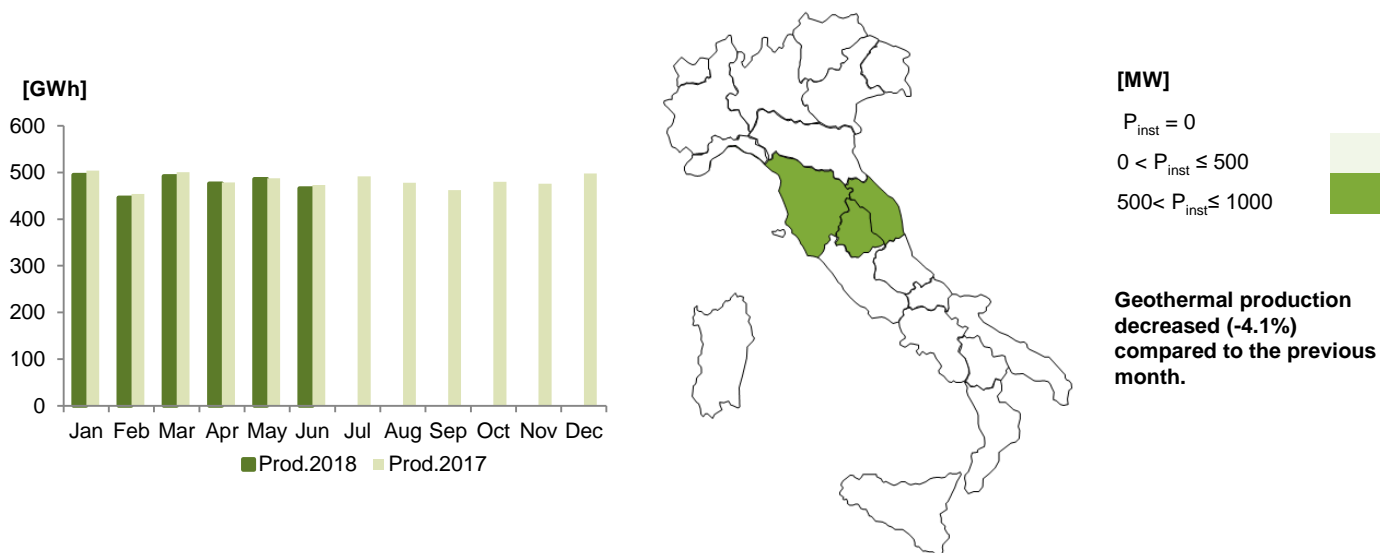 [GWh]
600
500
400
300
200
100
0
Jan Feb Mar Apr May Jun Jul Aug Sep Oct Nov Dec
Prod.2018 Prod.2017
[MW]
Pinst = 0
0 < Pinst ≤ 500
500< Pinst≤ 1000
Geothermal production
decreased (-4.1%)
compared to the previous
month.